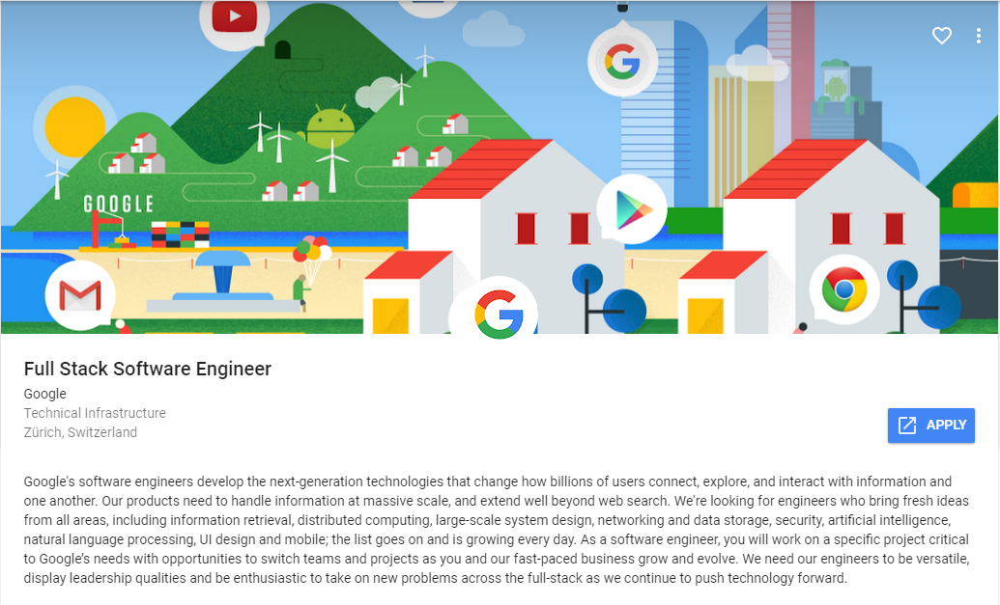 GOOGLE
Full Stack Software Engineer
Google
Technical Infrastructure
Zürich, Switzerland
APPLY
Google's software engineers develop the next-generation technologies that change how billions of users connect, explore, and interact with information and
one another. Our products need to handle information at massive scale, and extend well beyond web search. We're looking for engineers who bring fresh ideas
from all areas, including information retrieval, distributed computing, large-scale system design, networking and data storage, security, artificial intelligence,
natural language processing, UI design and mobile; the list goes on and is growing every day. As a software engineer, you will work on a specific project critical
to Google’s needs with opportunities to switch teams and projects as you and our fast-paced business grow and evolve. We need our engineers to be versatile,
display leadership qualities and be enthusiastic to take on new problems across the full-stack as we continue to push technology forward.